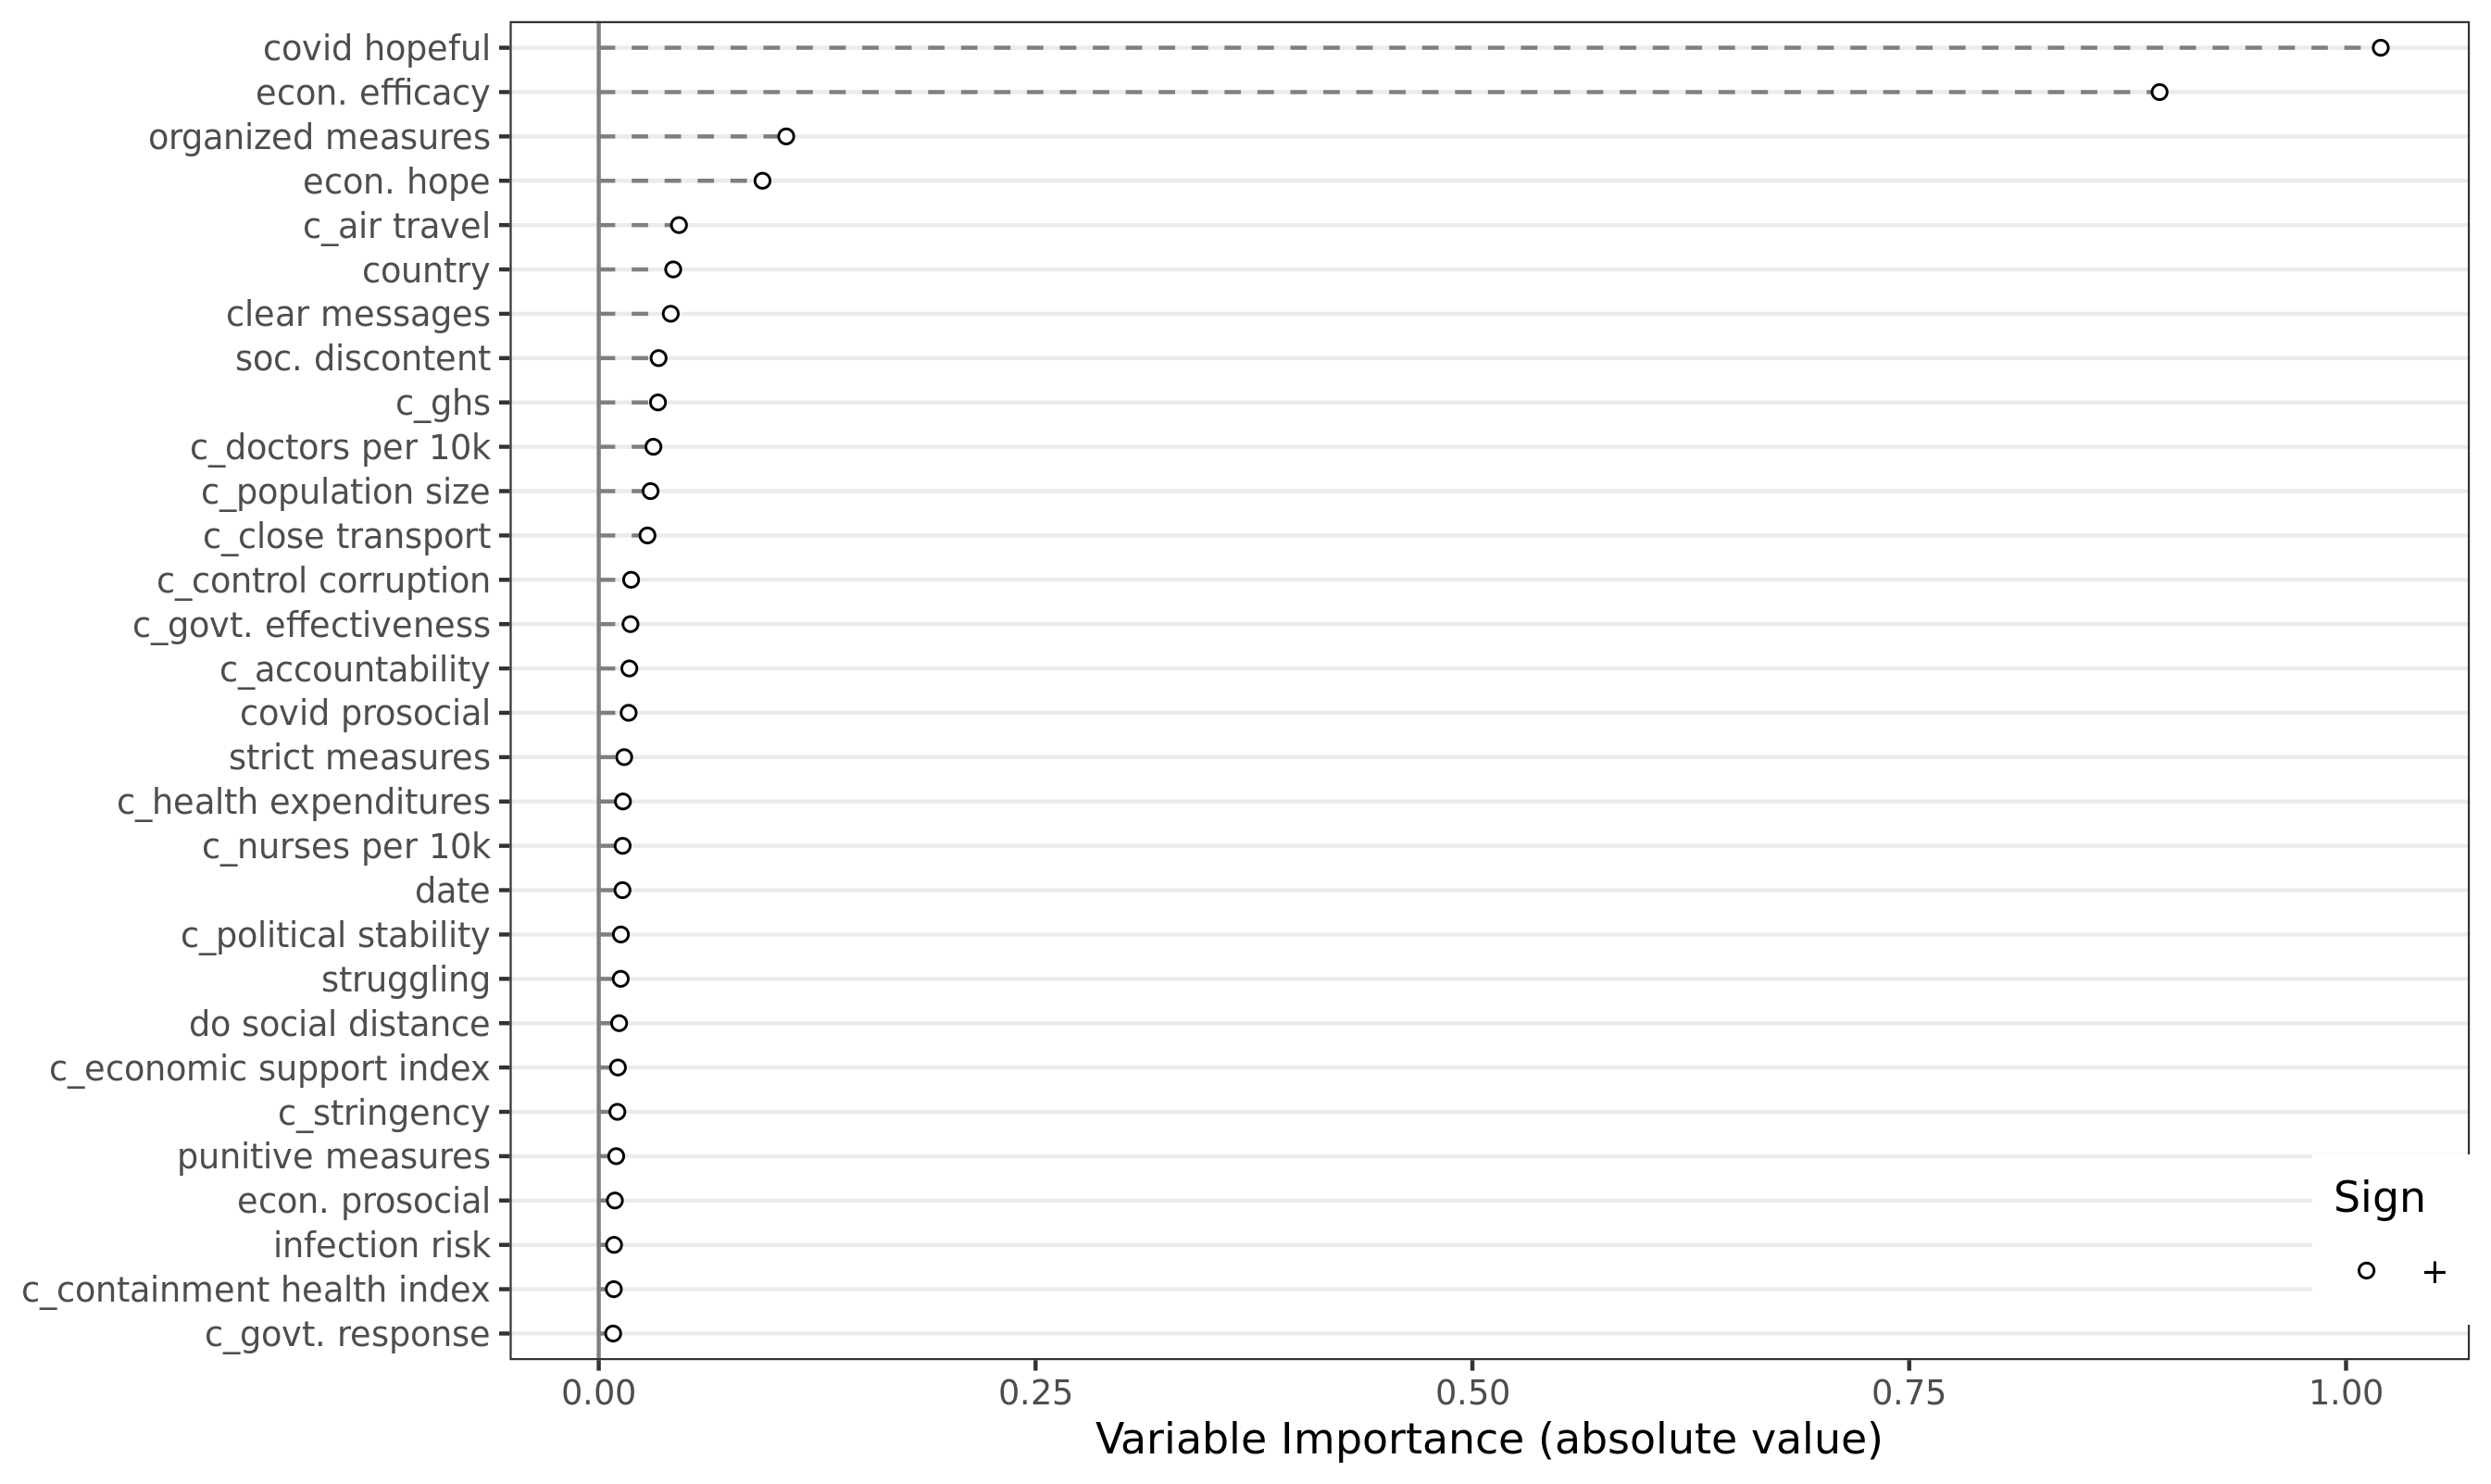 covid hopeful
econ. efficacy
organized measures
econ. hope
c_air travel
country
clear messages
soc. discontent
c_ghs
c_doctors per 10k
c_population size
c_close transport
c_control corruption
c_govt. effectiveness
c_accountability
covid prosocial
strict measures
c_health expenditures
c_nurses per 10k
date
c_political stability
struggling
do social distance
c_economic support index
c_stringency
punitive measures
econ. prosocial
infection risk
c_containment health index
c_govt. response
Sign
+
0.00 0.25 0.50 0.75 1.00
Variable Importance (absolute value)